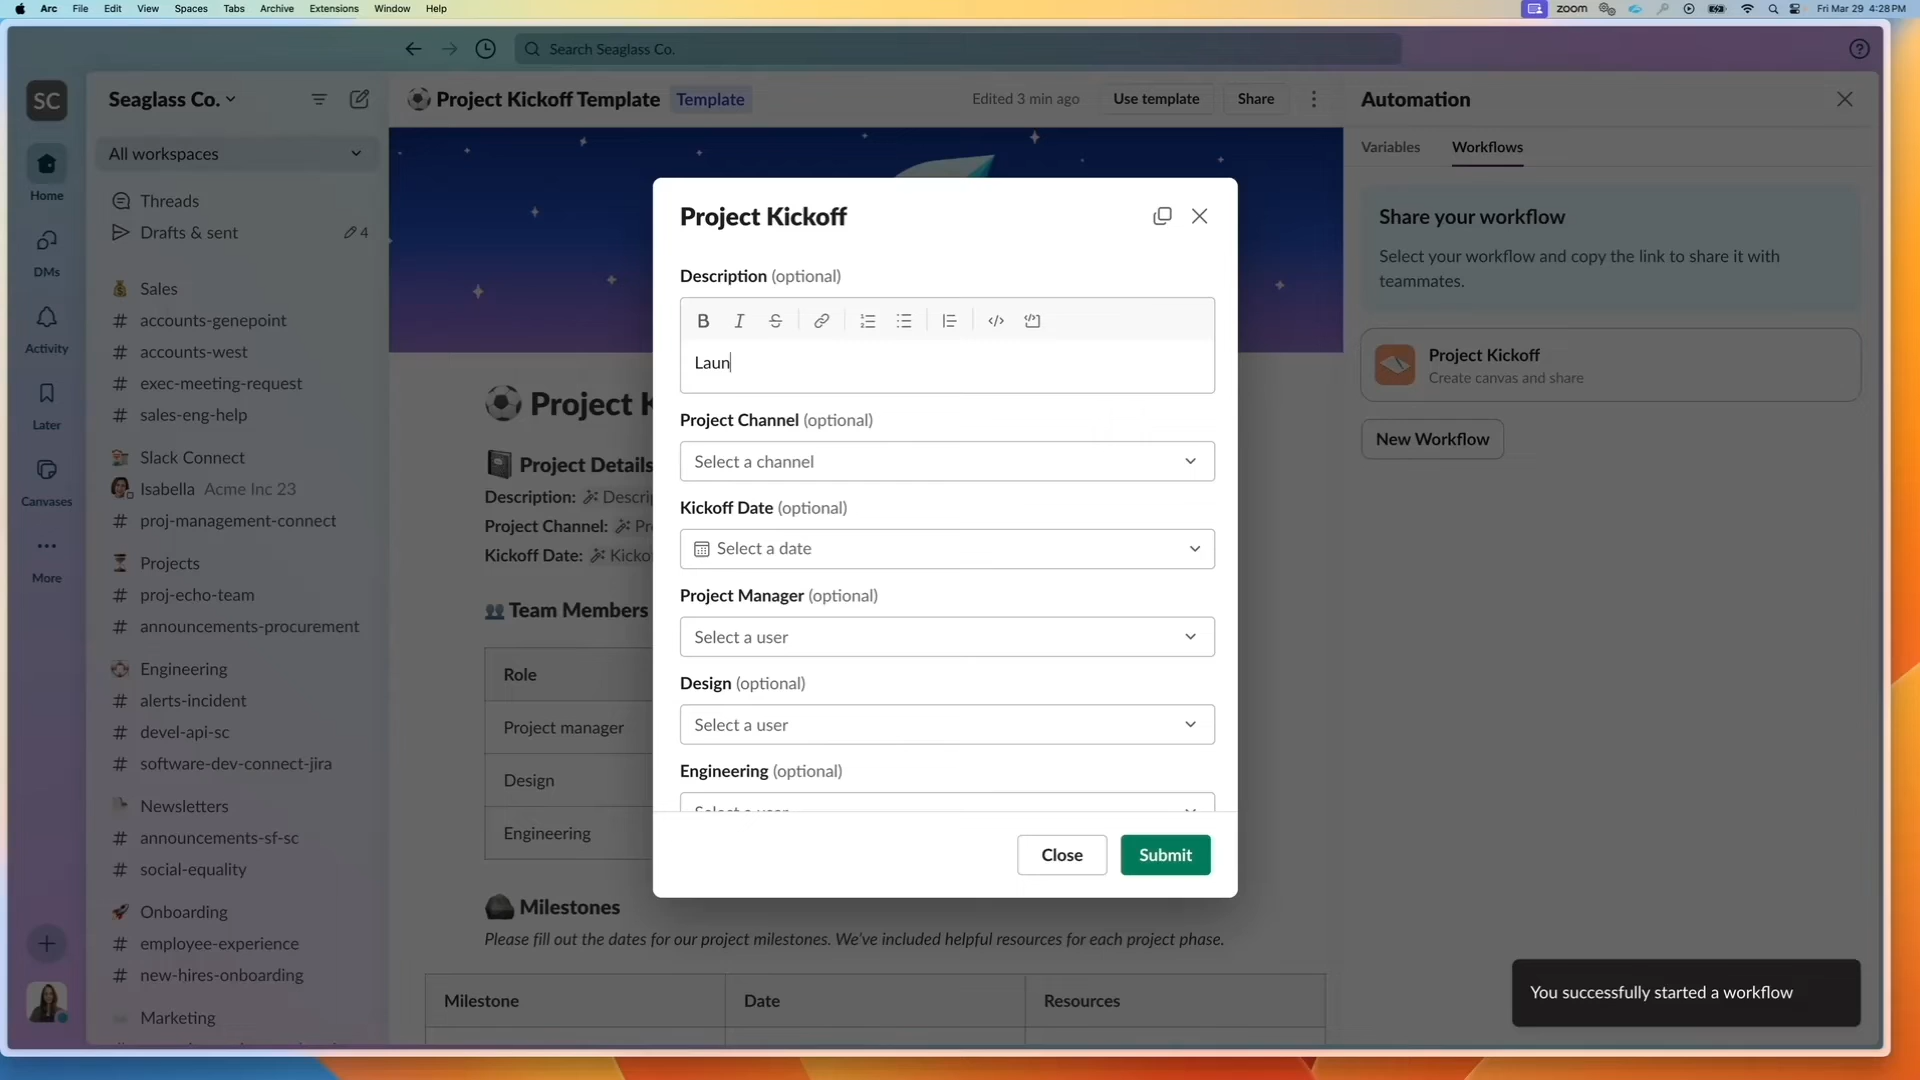 Arc File Edit View Spaces Tabs Archive Extensions Window Help
zoom Fri Mar 29 4:28 PM
Search Seaglass Co.
SC
Home
DMs
Activity
Later
Canvases
More
Seaglass Co.
All workspaces
Threads
Drafts & sent 4
Sales
# accounts-genepoint
# accounts-west
# exec-meeting-request
# sales-eng-help
Slack Connect
Isabella Acme Inc 23
# proj-management-connect
Projects
# proj-echo-team
# announcements-procurement
Engineering
# alerts-incident
# devel-api-sc
# software-dev-connect-jira
Newsletters
# announcements-sf-sc
# social-equality
Onboarding
# employee-experience
# new-hires-onboarding
Marketing
Project Kickoff Template Template
Edited 3 min ago Use template Share
Project K
Project Details
Description: Descrip
Project Channel: Pr
Kickoff Date: Kicko
Team Members
Role
Project manager
Design
Engineering
Milestones
Please fill out the dates for our project milestones. We've included helpful resources for each project phase.
Milestone Date Resources
Project Kickoff
Description (optional)
B I S
Laun
Project Channel (optional)
Select a channel
Kickoff Date (optional)
Select a date
Project Manager (optional)
Select a user
Design (optional)
Select a user
Engineering (optional)
Select a user
Close Submit
Automation
Variables Workflows
Share your workflow
Select your workflow and copy the link to share it with
teammates.
Project Kickoff
Create canvas and share
New Workflow
You successfully started a workflow